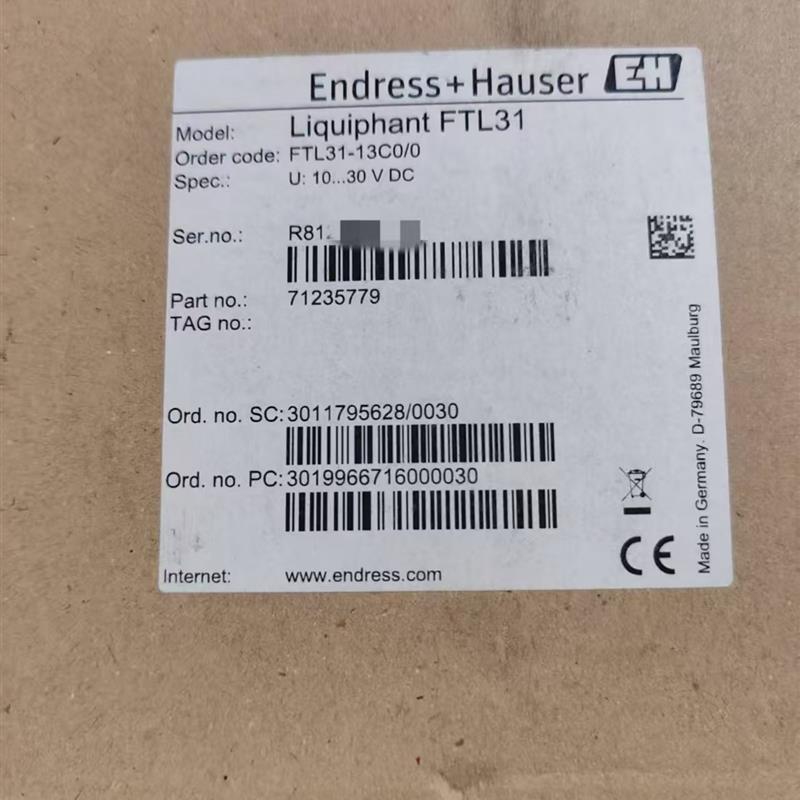 Endress+Hauser EH
Model: Liquiphant FTL31
Order code: FTL31-13C0/0
Spec.: U: 10...30 V DC
Ser.no.: R81
Part no.: 71235779
TAG no.:
Ord. no. SC: 3011795628/0030
Ord. no. PC: 3019966716000030
Internet: www.endress.com
CE
Made in Germany. D-79689 Maulburg